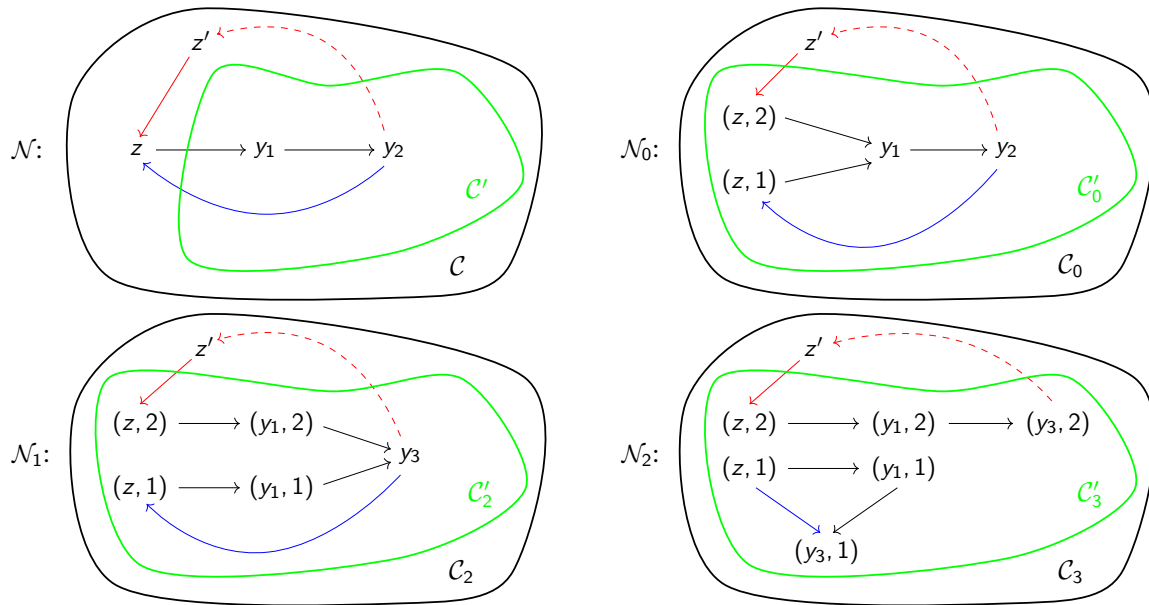 z′ z′
(z, 2)
𝒩: z y₁ y₂ 𝒩₀: y₁ y₂
(z, 1)
𝒞′ 𝒞′₀
𝒞 𝒞₀
z′ z′
(z, 2) (y₁, 2) (z, 2) (y₁, 2) (y₃, 2)
𝒩₁: y₃ 𝒩₂:
(z, 1) (y₁, 1) 𝒞′₂ (z, 1) (y₁, 1) 𝒞′₃
(y₃, 1)
𝒞₂ 𝒞₃